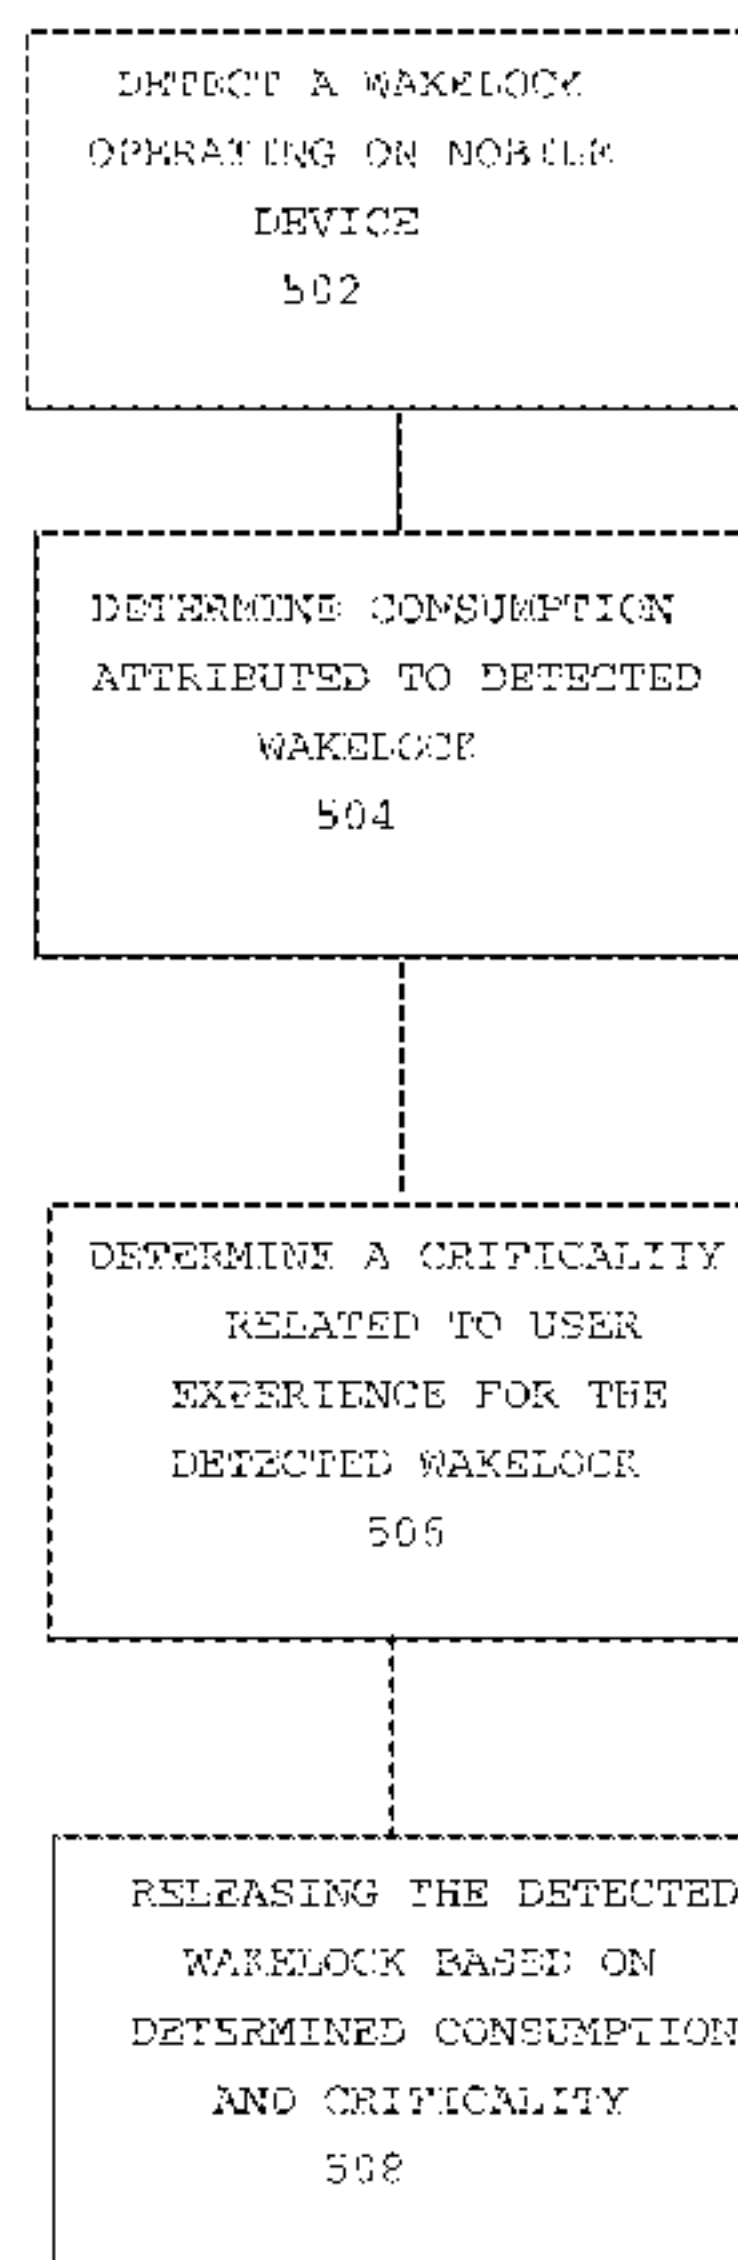 DETECT A WAKELOCK
OPERATING ON MOBILE
DEVICE
502
DETERMINE CONSUMPTION
ATTRIBUTED TO DETECTED
WAKELOCK
504
DETERMINE A CRITICALITY
RELATED TO USER
EXPERIENCE FOR THE
DETECTED WAKELOCK
506
RELEASING THE DETECTED
WAKELOCK BASED ON
DETERMINED CONSUMPTION
AND CRITICALITY
508